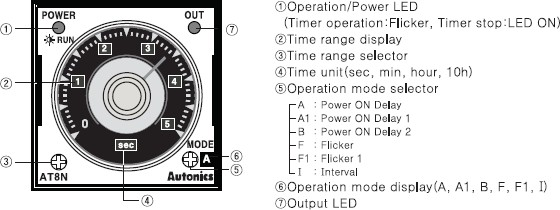 POWER
OUT
RUN
①
⑦
2
3
②
1
4
0
5
sec
MODE
A
⑥
③
⑤
AT8N
Autonics
④
①Operation/Power LED
(Timer operation:Flicker, Timer stop:LED ON)
②Time range display
③Time range selector
④Time unit(sec, min, hour, 10h)
⑤Operation mode selector
A : Power ON Delay
A1 : Power ON Delay 1
B : Power ON Delay 2
F : Flicker
F1 : Flicker 1
I : Interval
⑥Operation mode display(A, A1, B, F, F1, I)
⑦Output LED